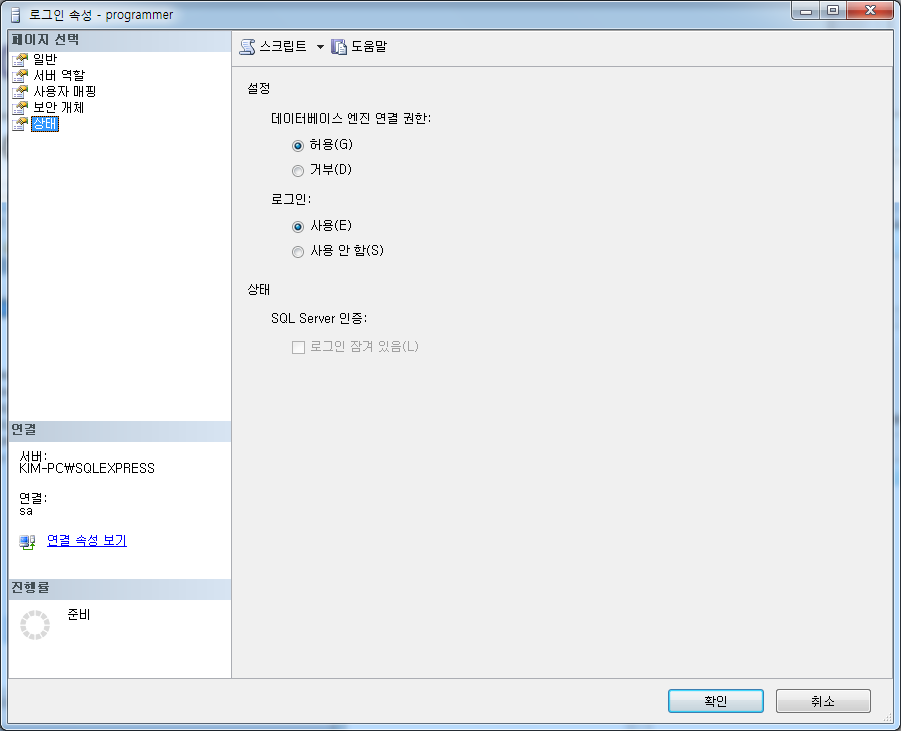 로그인 속성 - programmer
페이지 선택
일반
서버 역할
사용자 매핑
보안 개체
상태
스크립트
도움말
설정
데이터베이스 엔진 연결 권한:
허용(G)
거부(D)
로그인:
사용(E)
사용 안 함(S)
상태
SQL Server 인증:
로그인 잠겨 있음(L)
연결
서버:
KIM-PC₩SQLEXPRESS
연결:
sa
연결 속성 보기
진행률
준비
확인
취소